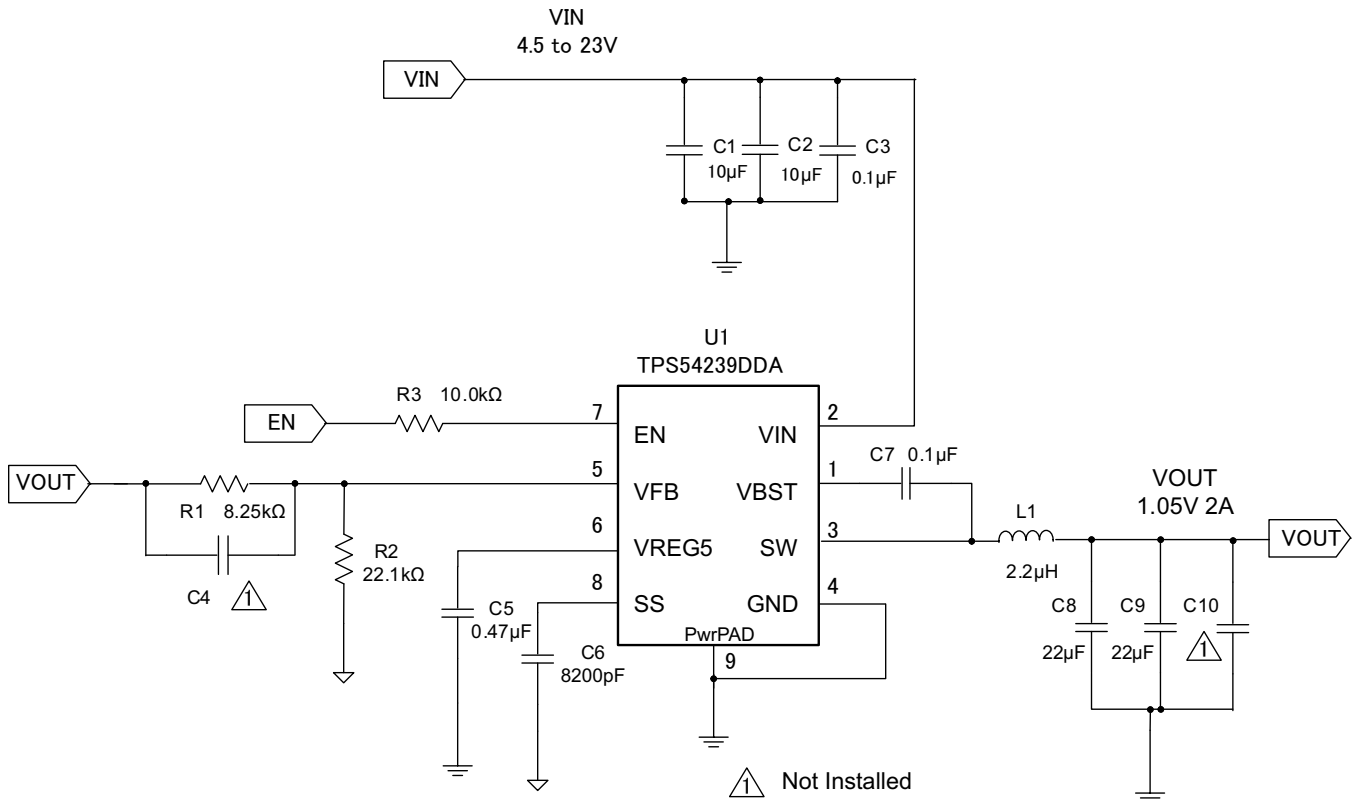 VIN
4.5 to 23V
VIN
C1
10µF
C2
10µF
C3
0.1µF
U1
TPS54239DDA
R3 10.0kΩ
EN
7
EN
VIN
2
C7 0.1µF
VOUT
5
VFB
VBST
1
VOUT
1.05V 2A
R1 8.25kΩ
6
VREG5
SW
3
L1
2.2µH
VOUT
R2
22.1kΩ
C4
1
8
SS
GND
4
C5
0.47µF
PwrPAD
9
C6
8200pF
C8
22µF
C9
22µF
C10
1
1 Not Installed